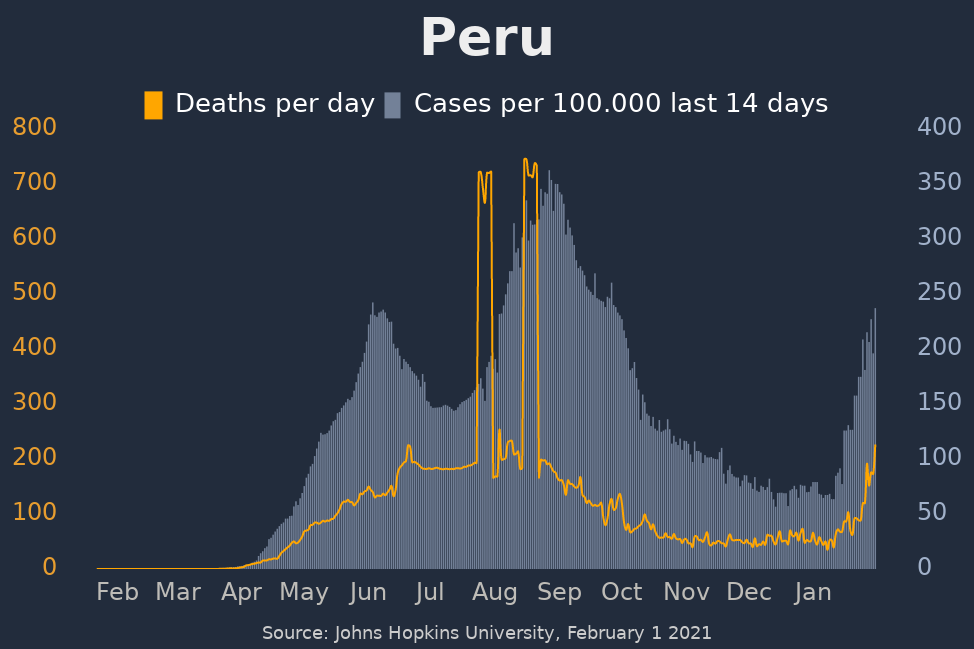 Peru
Deaths per day Cases per 100.000 last 14 days
800 400
700 350
600 300
500 250
400 200
300 150
200 100
100 50
0 0
Feb Mar Apr May Jun Jul Aug Sep Oct Nov Dec Jan
Source: Johns Hopkins University, February 1 2021